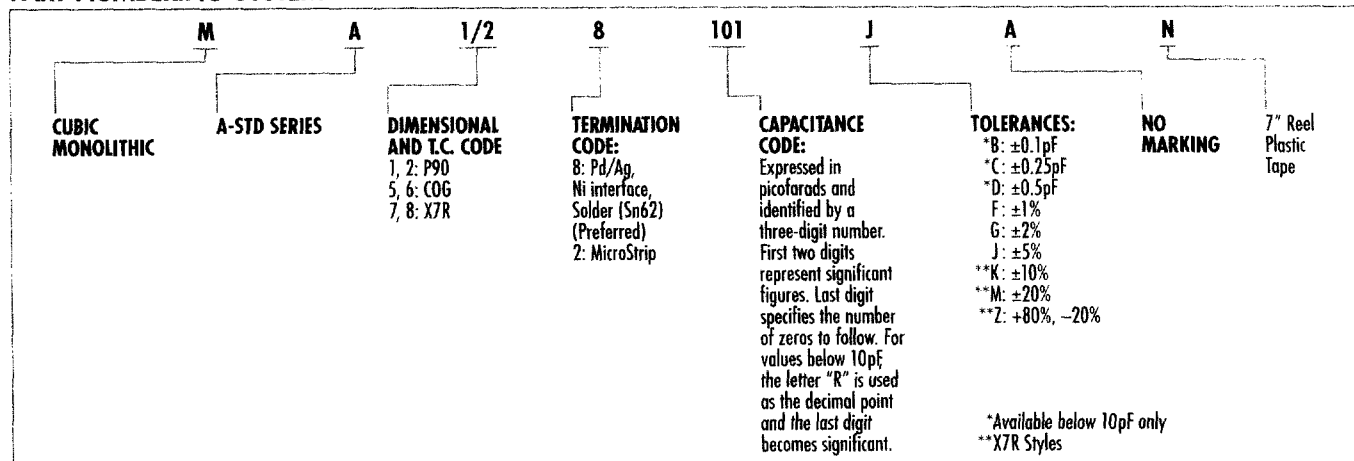 M A 1/2 8 101 J A N
CUBIC
MONOLITHIC
A-STD SERIES
DIMENSIONAL
AND T.C. CODE
1, 2: P90
5, 6: COG
7, 8: X7R
TERMINATION
CODE:
8: Pd/Ag,
Ni interface,
Solder (Sn62)
(Preferred)
2: MicroStrip
CAPACITANCE
CODE:
Expressed in
picofarads and
identified by a
three-digit number.
First two digits
represent significant
figures. Last digit
specifies the number
of zeros to follow. For
values below 10pF,
the letter "R" is used
as the decimal point
and the last digit
becomes significant.
TOLERANCES:
*B: ±0.1pF
*C: ±0.25pF
*D: ±0.5pF
F: ±1%
G: ±2%
J: ±5%
**K: ±10%
**M: ±20%
**Z: +80%, –20%
*Available below 10pF only
**X7R Styles
NO
MARKING
7" Reel
Plastic
Tape